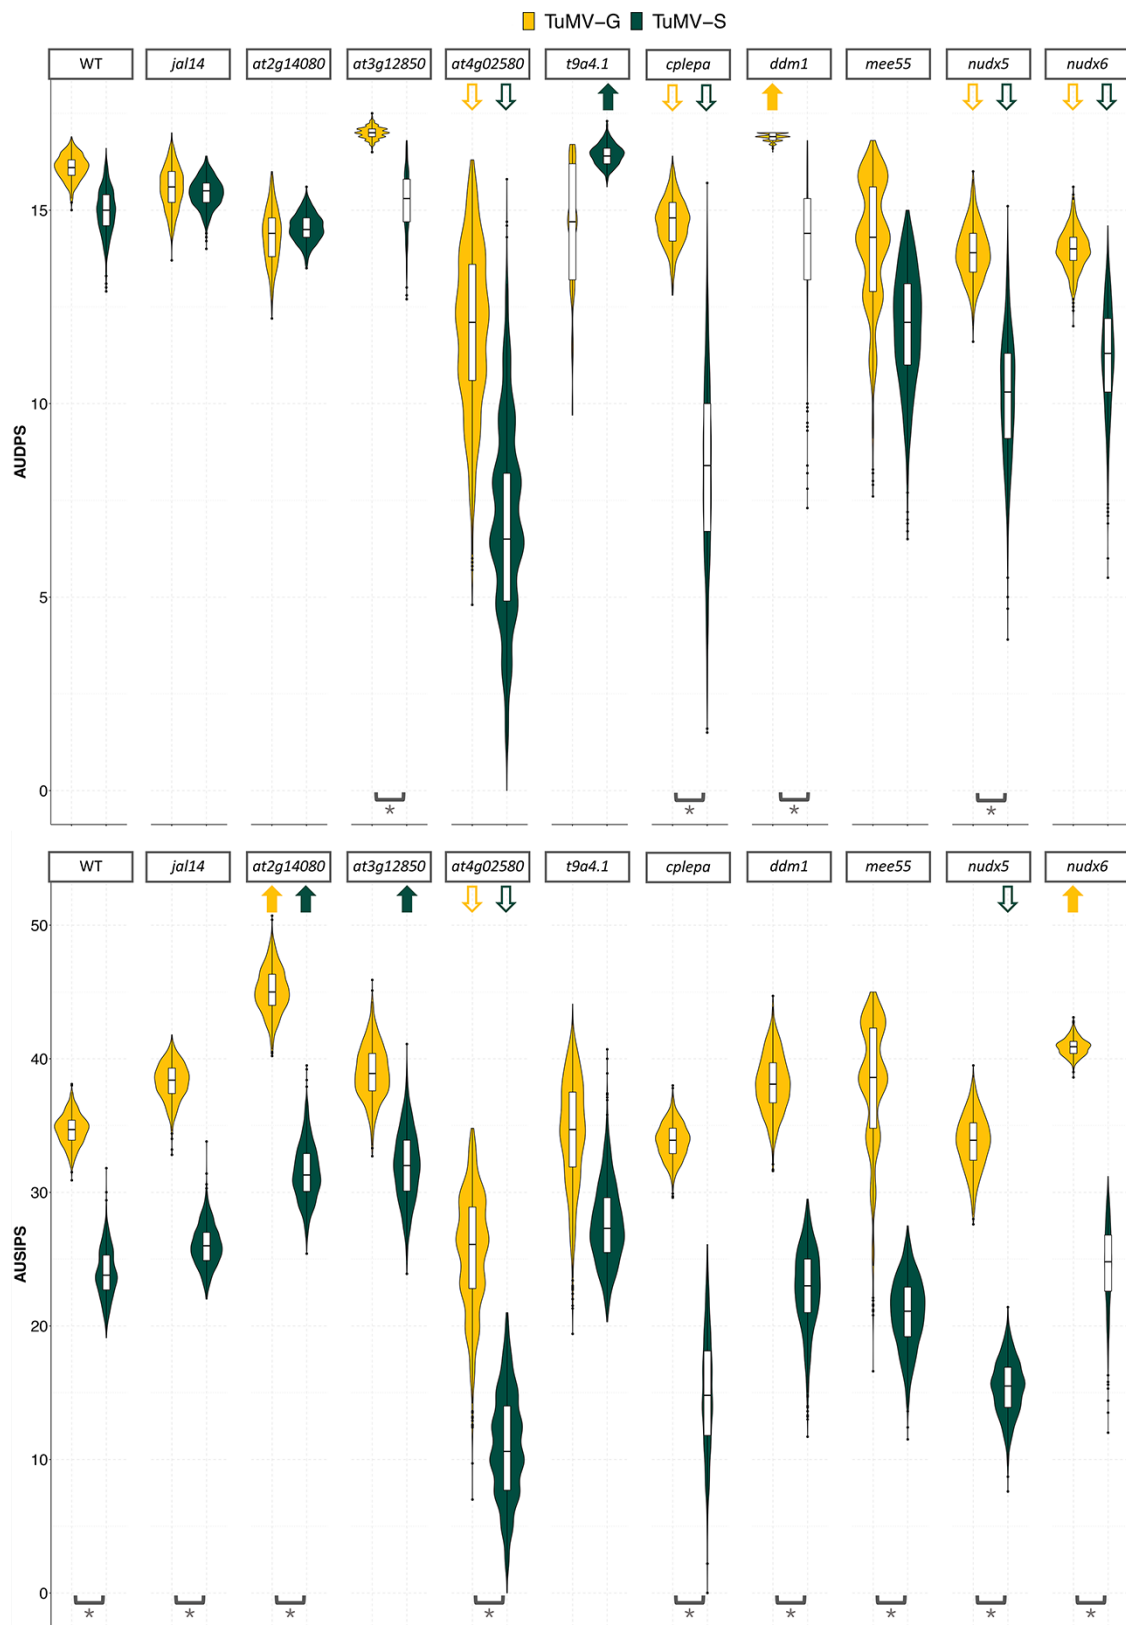 TuMV−G TuMV−S
WT jal14 at2g14080 at3g12850 at4g02580 t9a4.1 cplepa ddm1 mee55 nudx5 nudx6
15
10
AUDPS
5
0
* * * *
WT jal14 at2g14080 at3g12850 at4g02580 t9a4.1 cplepa ddm1 mee55 nudx5 nudx6
50
40
30
AUSIPS
20
10
0
* * * * * * * * *